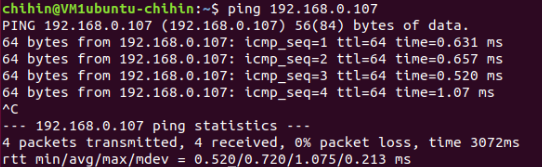 chihin@VM1ubuntu-chihin:~$ ping 192.168.0.107
PING 192.168.0.107 (192.168.0.107) 56(84) bytes of data.
64 bytes from 192.168.0.107: icmp_seq=1 ttl=64 time=0.631 ms
64 bytes from 192.168.0.107: icmp_seq=2 ttl=64 time=0.657 ms
64 bytes from 192.168.0.107: icmp_seq=3 ttl=64 time=0.520 ms
64 bytes from 192.168.0.107: icmp_seq=4 ttl=64 time=1.07 ms
^C
--- 192.168.0.107 ping statistics ---
4 packets transmitted, 4 received, 0% packet loss, time 3072ms
rtt min/avg/max/mdev = 0.520/0.720/1.075/0.213 ms